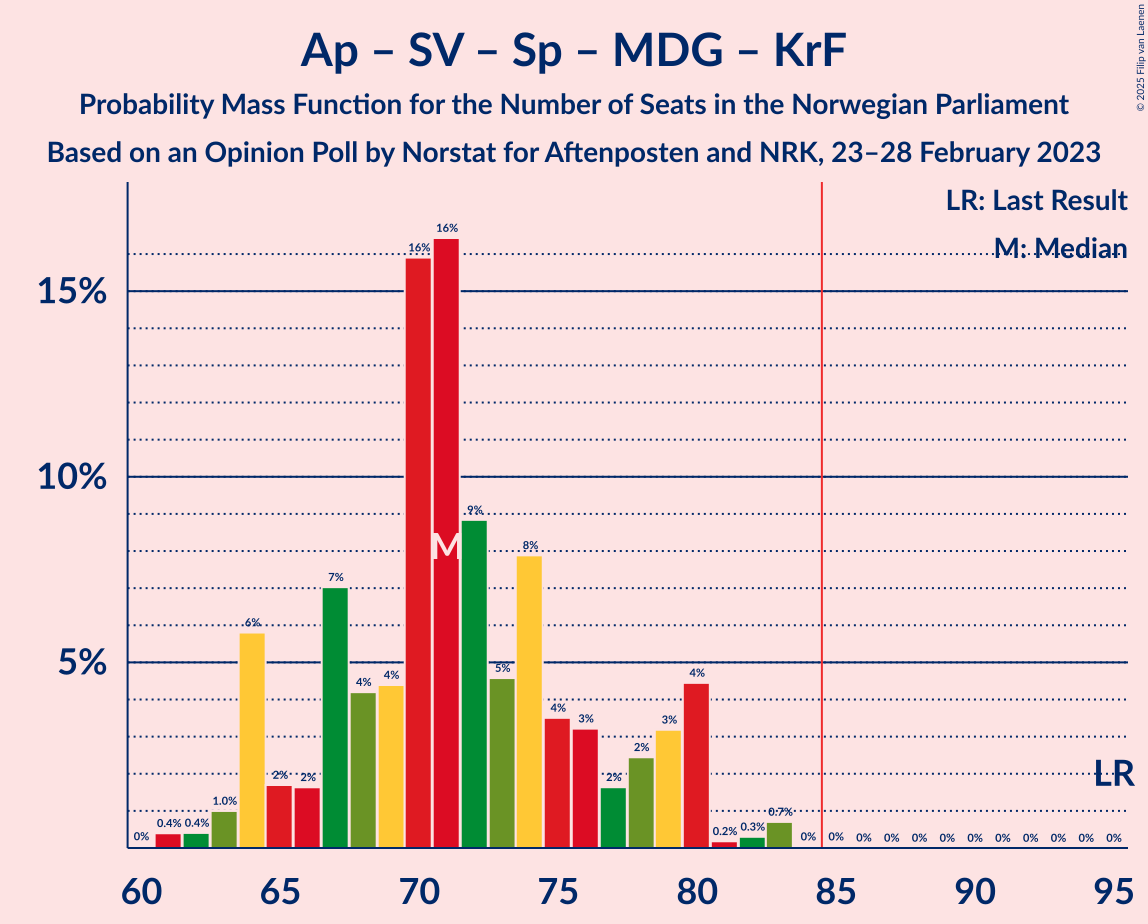 Ap – SV – Sp – MDG – KrF
Probability Mass Function for the Number of Seats in the Norwegian Parliament
Based on an Opinion Poll by Norstat for Aftenposten and NRK, 23–28 February 2023
© 2025 Filip van Laenen
LR: Last Result
M: Median
15%
10%
5%
0% 0.4% 0.4% 1.0% 6% 2% 2% 7% 4% 4% 16% 16% 9% 5% 8% 4% 3% 2% 2% 3% 4% 0.2% 0.3% 0.7% 0% 0% 0% 0% 0% 0% 0% 0% 0% 0% 0% 0%
M
LR
60 65 70 75 80 85 90 95